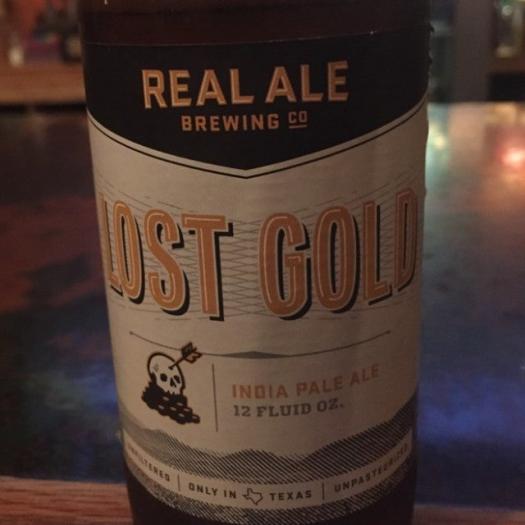 REAL ALE
BREWING CO
LOST GOLD
INDIA PALE ALE
12 FLUID OZ.
UNFILTERED | ONLY IN TEXAS | UNPASTEURIZED